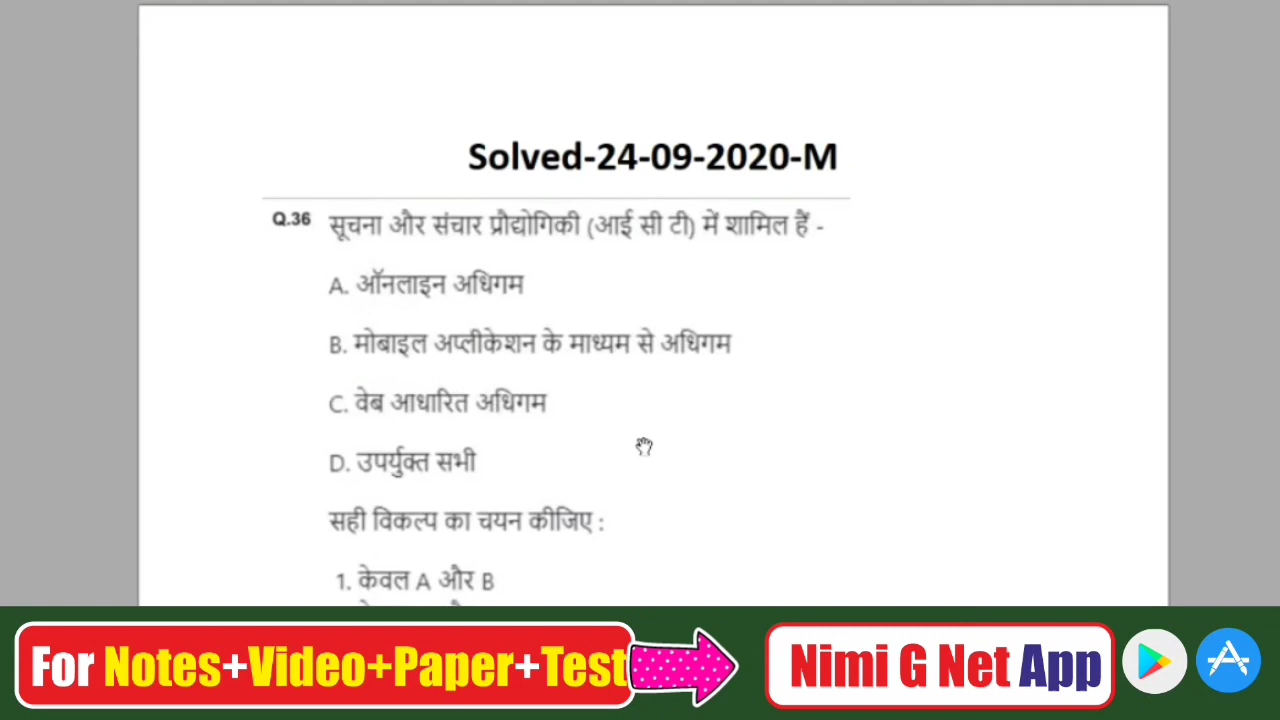 Solved-24-09-2020-M
Q.36 सूचना और संचार प्रौद्योगिकी (आई सी टी) में शामिल हैं -
A. ऑनलाइन अधिगम
B. मोबाइल अप्लीकेशन के माध्यम से अधिगम
C. वेब आधारित अधिगम
D. उपर्युक्त सभी
सही विकल्प का चयन कीजिए :
1. केवल A और B
For Notes+Video+Paper+Test
Nimi G Net App